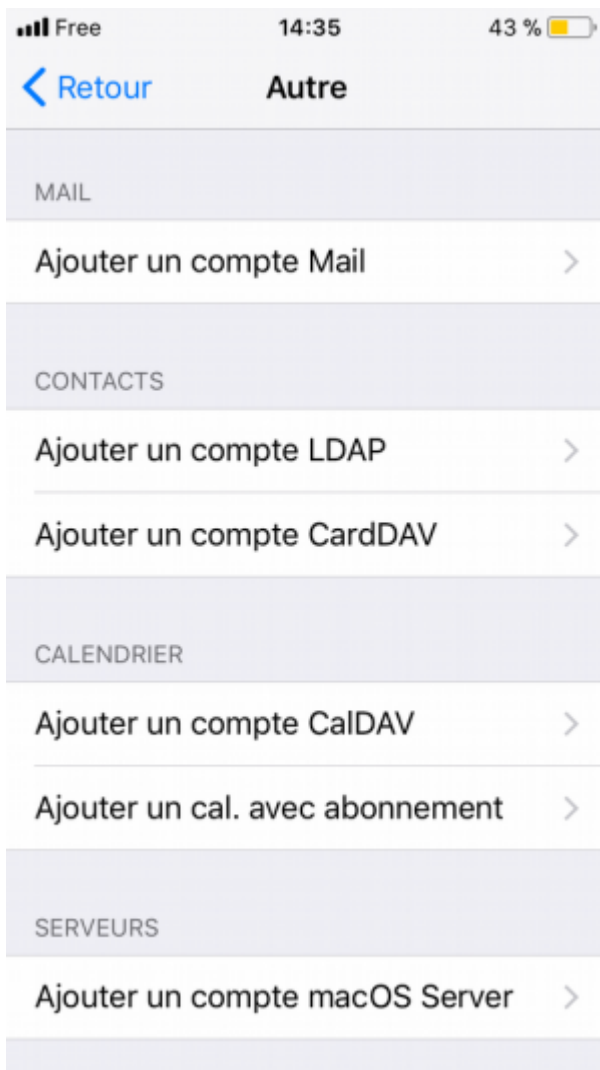 Free 14:35 43 %
Retour Autre
MAIL
Ajouter un compte Mail
CONTACTS
Ajouter un compte LDAP
Ajouter un compte CardDAV
CALENDRIER
Ajouter un compte CalDAV
Ajouter un cal. avec abonnement
SERVEURS
Ajouter un compte macOS Server